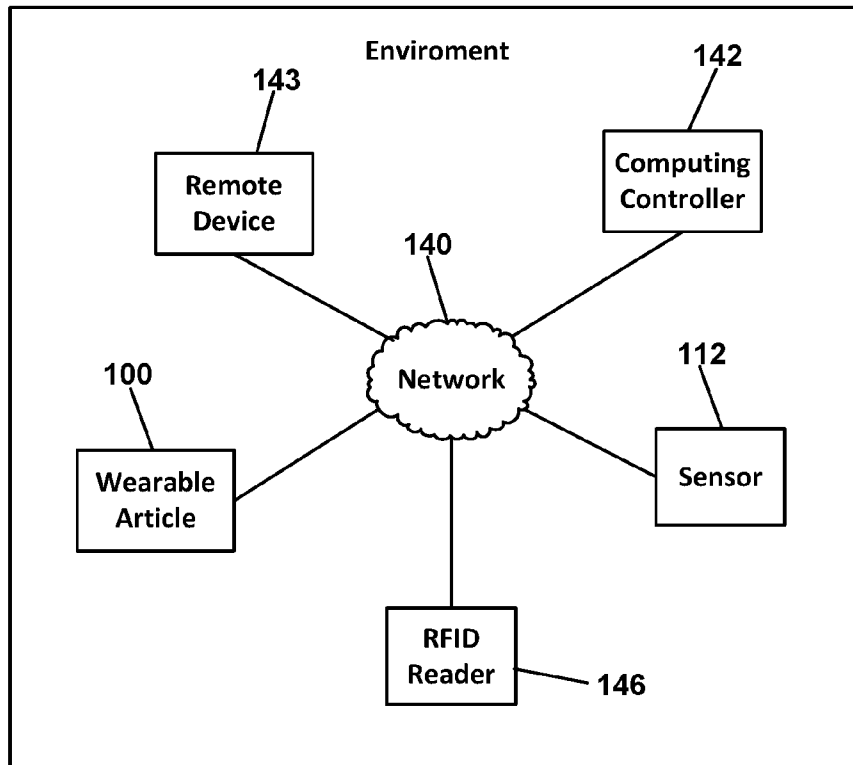 Enviroment
143
142
Remote
Device
Computing
Controller
140
Network
100
112
Wearable
Article
Sensor
RFID
Reader
146